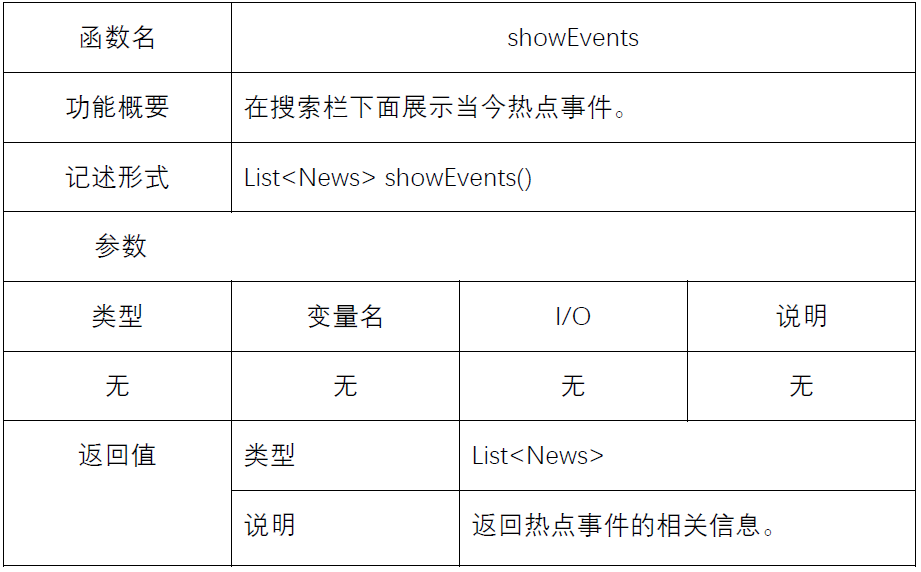 函数名 showEvents
功能概要 在搜索栏下面展示当今热点事件。
记述形式 List<News> showEvents()
参数
类型 变量名 I/O 说明
无 无 无 无
返回值 类型 List<News>
说明 返回热点事件的相关信息。